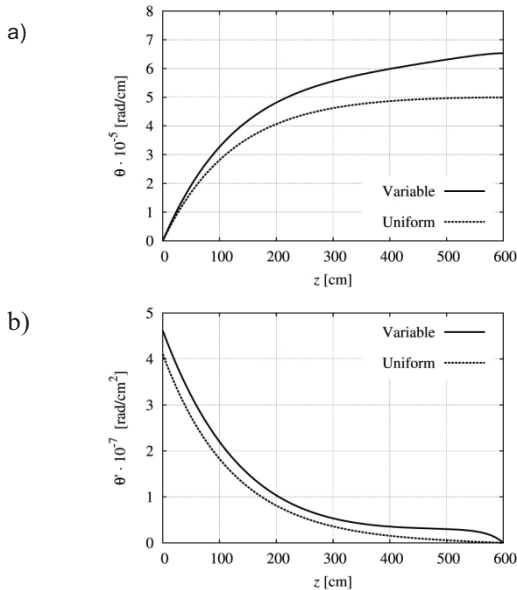 a)
8
7
6
5
4
3
2
1
0
θ · 10⁻⁵ [rad/cm]
Variable
Uniform
0 100 200 300 400 500 600
z [cm]
b)
5
4
3
2
1
0
θ' · 10⁻⁷ [rad/cm²]
Variable
Uniform
0 100 200 300 400 500 600
z [cm]